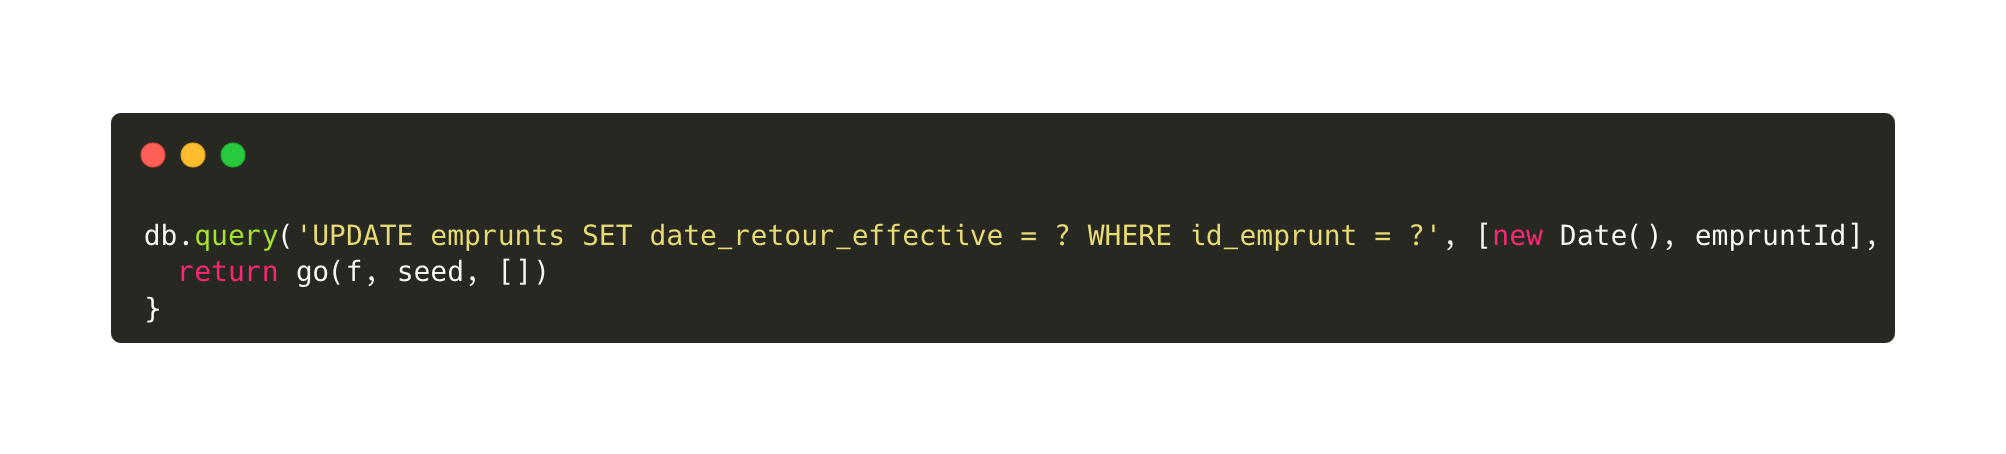 db.query('UPDATE emprunts SET date_retour_effective = ? WHERE id_emprunt = ?', [new Date(), empruntId],
  return go(f, seed, [])
}